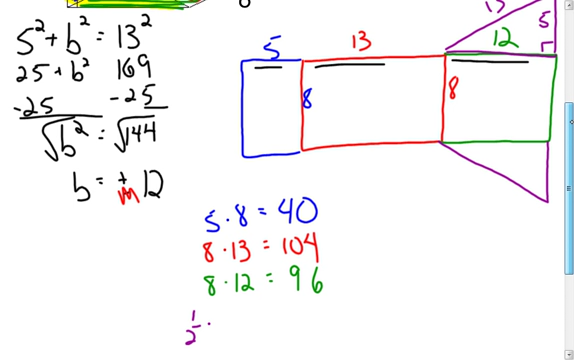 5² + b² = 13²
25 + b² 169
-25 -25
√b² = √144
b = ± 12
5 13 12 13 5
8 8
5 · 8 = 40
8 · 13 = 104
8 · 12 = 96
1/2 ·